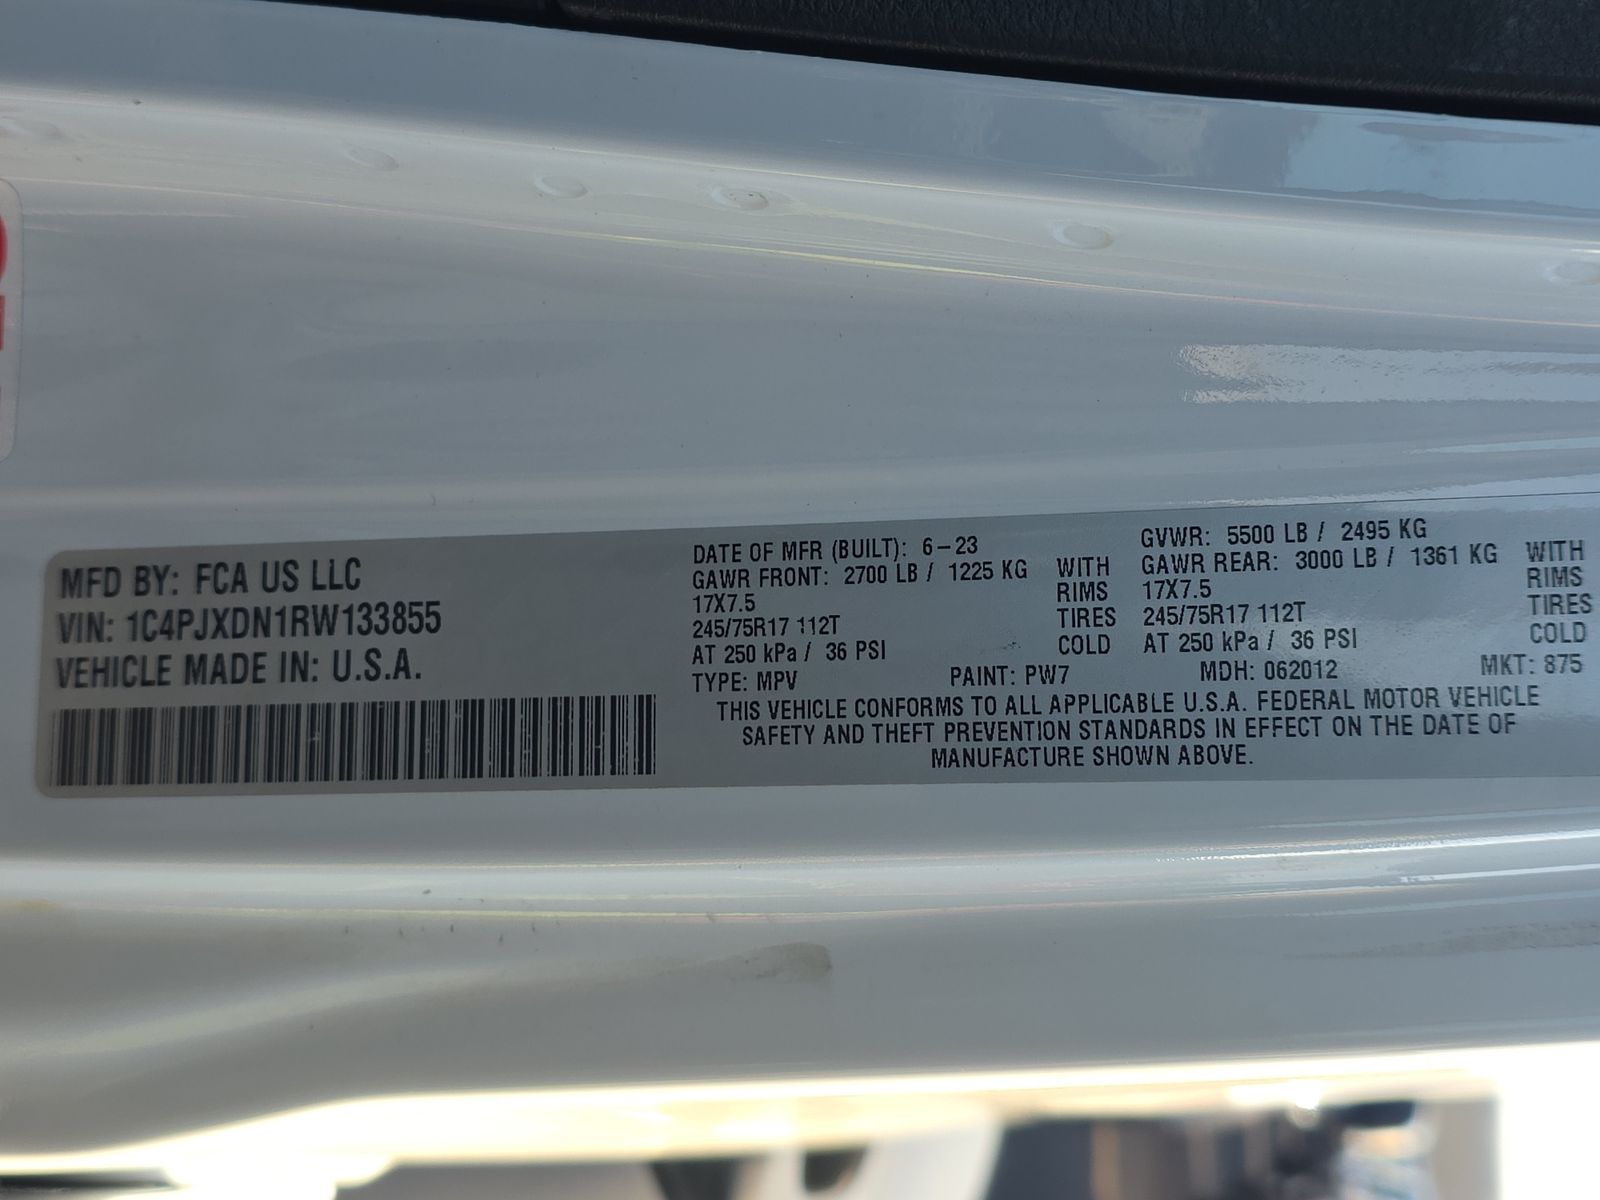 MFD BY: FCA US LLC
VIN: 1C4PJXDN1RW133855
VEHICLE MADE IN: U.S.A.
DATE OF MFR (BUILT): 6-23 GVWR: 5500 LB / 2495 KG
GAWR FRONT: 2700 LB / 1225 KG WITH GAWR REAR: 3000 LB / 1361 KG WITH
17X7.5 RIMS 17X7.5 RIMS
245/75R17 112T TIRES 245/75R17 112T TIRES
AT 250 kPa / 36 PSI COLD AT 250 kPa / 36 PSI COLD
TYPE: MPV PAINT: PW7 MDH: 062012 MKT: 875
THIS VEHICLE CONFORMS TO ALL APPLICABLE U.S.A. FEDERAL MOTOR VEHICLE
SAFETY AND THEFT PREVENTION STANDARDS IN EFFECT ON THE DATE OF
MANUFACTURE SHOWN ABOVE.